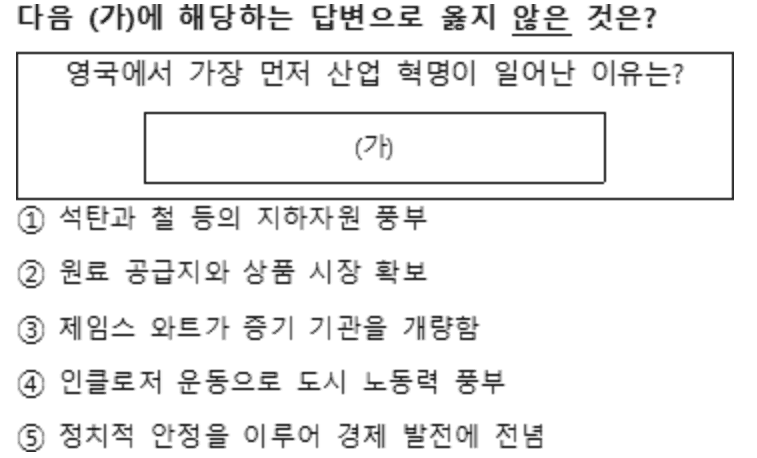 다음 (가)에 해당하는 답변으로 옳지 않은 것은?
영국에서 가장 먼저 산업 혁명이 일어난 이유는?
(가)
① 석탄과 철 등의 지하자원 풍부
② 원료 공급지와 상품 시장 확보
③ 제임스 와트가 증기 기관을 개량함
④ 인클로저 운동으로 도시 노동력 풍부
⑤ 정치적 안정을 이루어 경제 발전에 전념